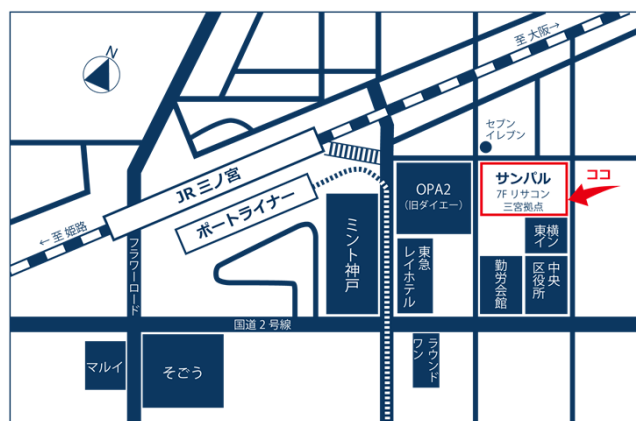 N
至 大阪→
セブン
イレブン
JR 三ノ宮
ポートライナー
← 至 姫路
フラワーロード
ミント神戸
OPA2
（旧ダイエー）
サンパル
7F リサコン
三宮拠点
ココ
東横
イン
東急
レイホテル
勤労会館
中央
区役所
国道２号線
マルイ
そごう
ラウンド
ワン